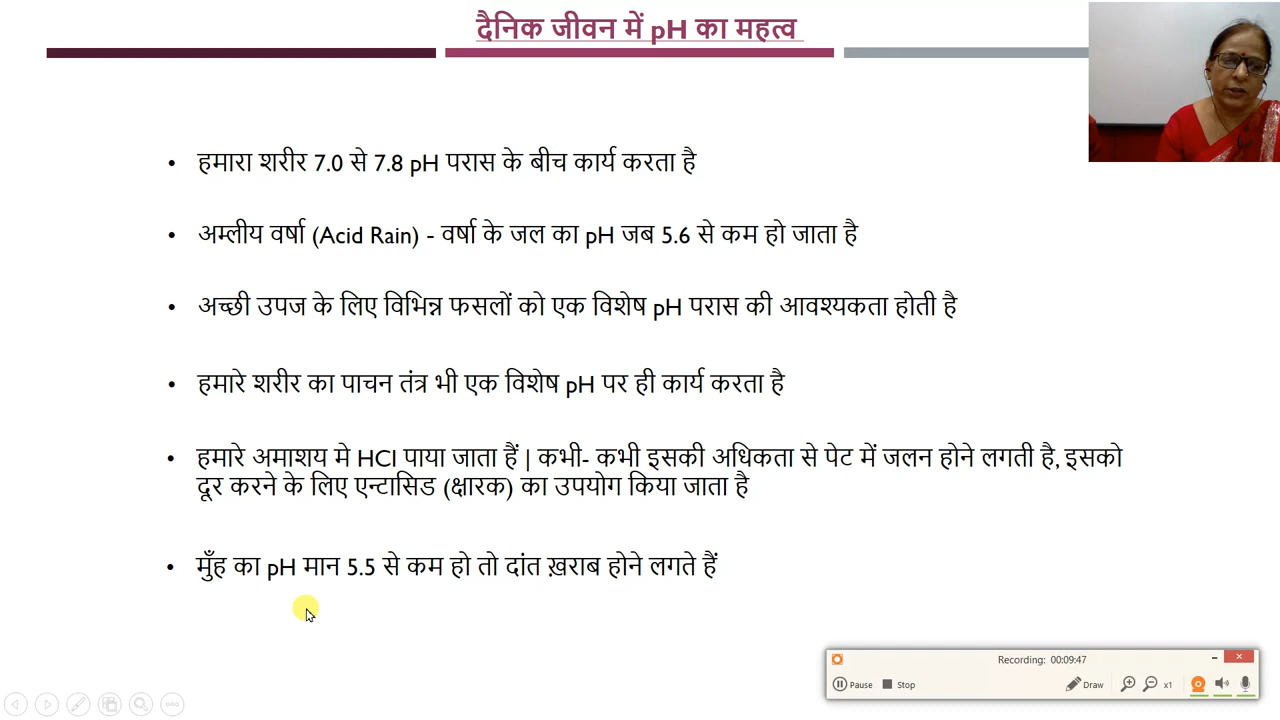 दैनिक जीवन में pH का महत्व
• हमारा शरीर 7.0 से 7.8 pH परास के बीच कार्य करता है
• अम्लीय वर्षा (Acid Rain) - वर्षा के जल का pH जब 5.6 से कम हो जाता है
• अच्छी उपज के लिए विभिन्न फसलों को एक विशेष pH परास की आवश्यकता होती है
• हमारे शरीर का पाचन तंत्र भी एक विशेष pH पर ही कार्य करता है
• हमारे अमाशय मे HCl पाया जाता हैं | कभी- कभी इसकी अधिकता से पेट में जलन होने लगती है, इसको
दूर करने के लिए एन्टासिड (क्षारक) का उपयोग किया जाता है
• मुँह का pH मान 5.5 से कम हो तो दांत ख़राब होने लगते हैं
Recording: 00:09:47
Pause Stop Draw x1